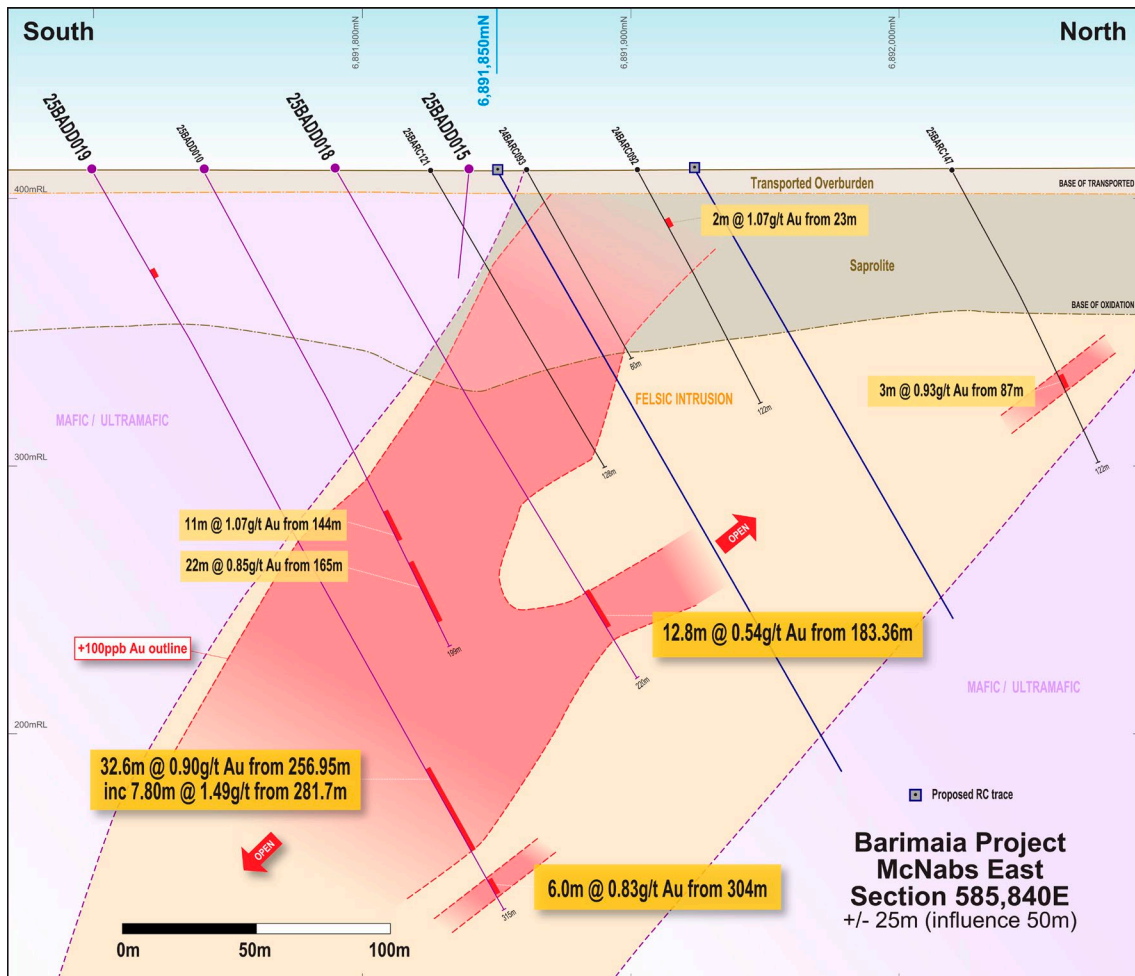 South
North
6,891,800mN
6,891,850mN
6,891,900mN
6,892,000mN
25BADD019
25BADD010
25BADD018
25BARC121
25BADD015
24BARC093
24BARC092
25BARC147
400mRL
Transported Overburden
BASE OF TRANSPORTED
2m @ 1.07g/t Au from 23m
Saprolite
BASE OF OXIDATION
80m
3m @ 0.93g/t Au from 87m
FELSIC INTRUSION
122m
MAFIC / ULTRAMAFIC
300mRL
128m
122m
11m @ 1.07g/t Au from 144m
OPEN
22m @ 0.85g/t Au from 165m
12.8m @ 0.54g/t Au from 183.36m
+100ppb Au outline
199m
220m
MAFIC / ULTRAMAFIC
200mRL
32.6m @ 0.90g/t Au from 256.95m
inc 7.80m @ 1.49g/t from 281.7m
Proposed RC trace
OPEN
6.0m @ 0.83g/t Au from 304m
315m
Barimaia Project
McNabs East
Section 585,840E
+/- 25m (influence 50m)
0m
50m
100m